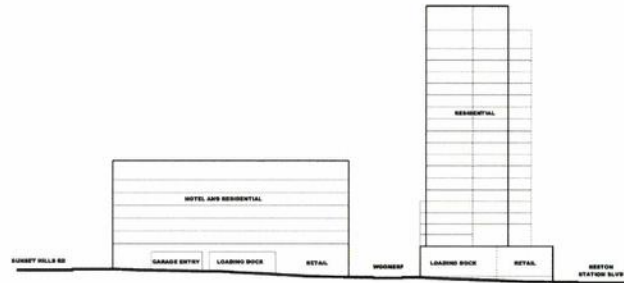 RESIDENTIAL
HOTEL AND RESIDENTIAL
SUNSET HILLS RD
GARAGE ENTRY
LOADING DOCK
RETAIL
WOONERF
LOADING DOCK
RETAIL
RESTON
STATION BLVD